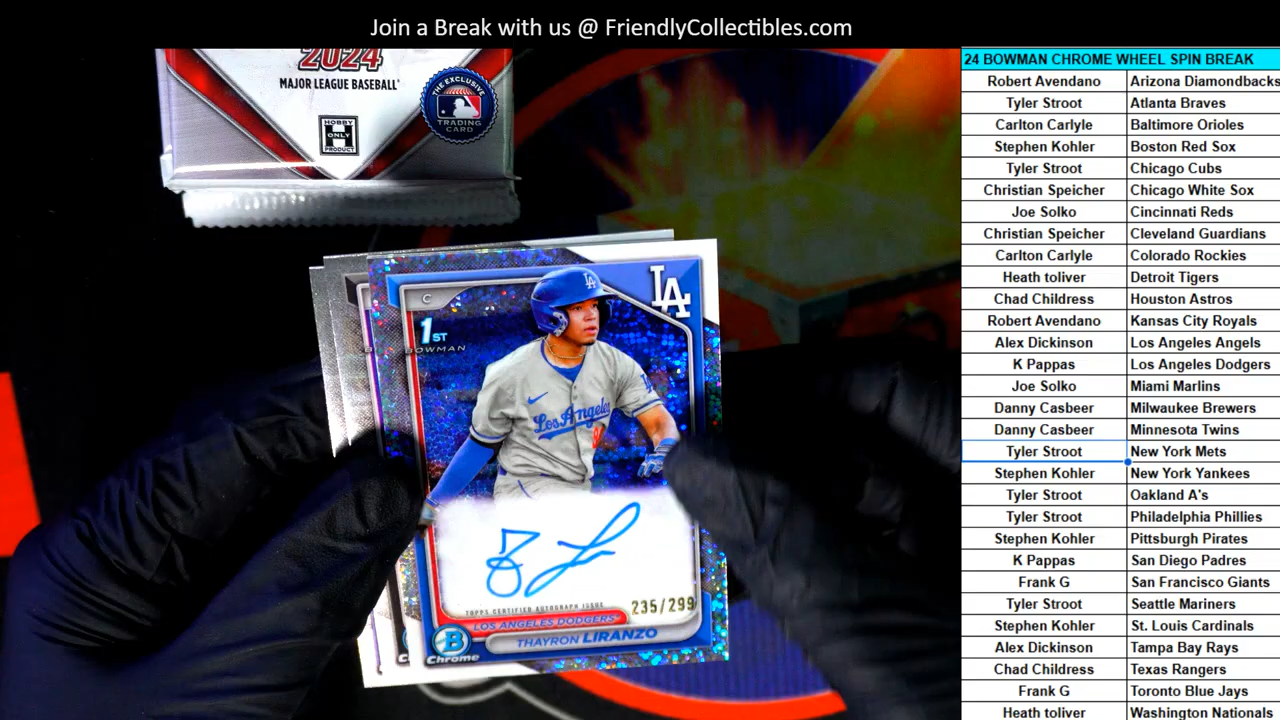 Join a Break with us @ FriendlyCollectibles.com
2024
MAJOR LEAGUE BASEBALL
HOBBY
H
ONLY
PRODUCT
THE EXCLUSIVE
TRADING
CARD
C
LA
LA
1ST
BOWMAN
Los Angeles
TOPPS CERTIFIED AUTOGRAPH ISSUE
235/299
LOS ANGELES DODGERS
THAYRON LIRANZO
B
Chrome
C
24 BOWMAN CHROME WHEEL SPIN BREAK
Robert Avendano Arizona Diamondbacks
Tyler Stroot Atlanta Braves
Carlton Carlyle Baltimore Orioles
Stephen Kohler Boston Red Sox
Tyler Stroot Chicago Cubs
Christian Speicher Chicago White Sox
Joe Solko Cincinnati Reds
Christian Speicher Cleveland Guardians
Carlton Carlyle Colorado Rockies
Heath toliver Detroit Tigers
Chad Childress Houston Astros
Robert Avendano Kansas City Royals
Alex Dickinson Los Angeles Angels
K Pappas Los Angeles Dodgers
Joe Solko Miami Marlins
Danny Casbeer Milwaukee Brewers
Danny Casbeer Minnesota Twins
Tyler Stroot New York Mets
Stephen Kohler New York Yankees
Tyler Stroot Oakland A's
Tyler Stroot Philadelphia Phillies
Stephen Kohler Pittsburgh Pirates
K Pappas San Diego Padres
Frank G San Francisco Giants
Tyler Stroot Seattle Mariners
Stephen Kohler St. Louis Cardinals
Alex Dickinson Tampa Bay Rays
Chad Childress Texas Rangers
Frank G Toronto Blue Jays
Heath toliver Washington Nationals